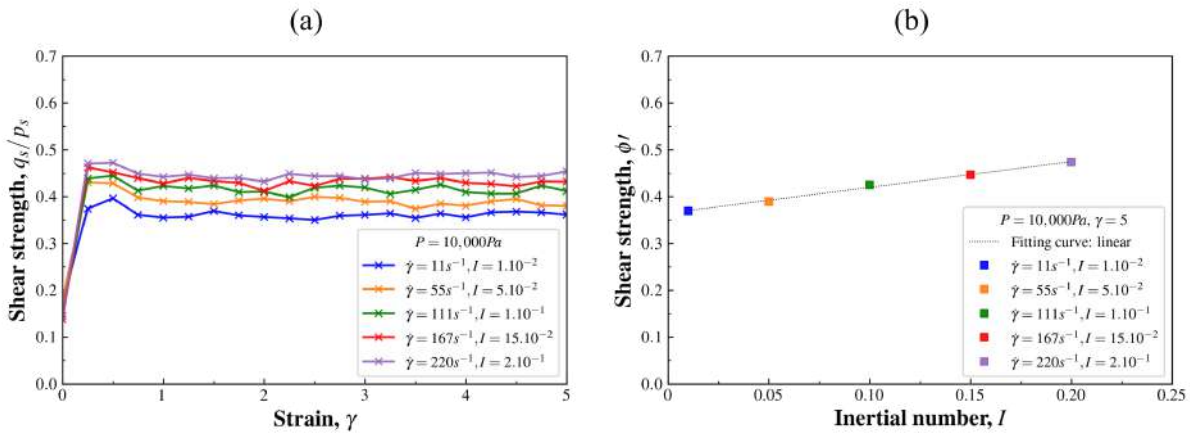 (a)
Shear strength, q_s/p_s
0.7
0.6
0.5
0.4
0.3
0.2
0.1
0.0
P = 10,000Pa
γ̇ = 11s⁻¹, I = 1.10⁻²
γ̇ = 55s⁻¹, I = 5.10⁻²
γ̇ = 111s⁻¹, I = 1.10⁻¹
γ̇ = 167s⁻¹, I = 15.10⁻²
γ̇ = 220s⁻¹, I = 2.10⁻¹
0 1 2 3 4 5
Strain, γ
(b)
Shear strength, ϕ′
0.7
0.6
0.5
0.4
0.3
0.2
0.1
0.0
P = 10,000Pa, γ = 5
Fitting curve: linear
γ̇ = 11s⁻¹, I = 1.10⁻²
γ̇ = 55s⁻¹, I = 5.10⁻²
γ̇ = 111s⁻¹, I = 1.10⁻¹
γ̇ = 167s⁻¹, I = 15.10⁻²
γ̇ = 220s⁻¹, I = 2.10⁻¹
0.05 0.10 0.15 0.20 0.25
Inertial number, I